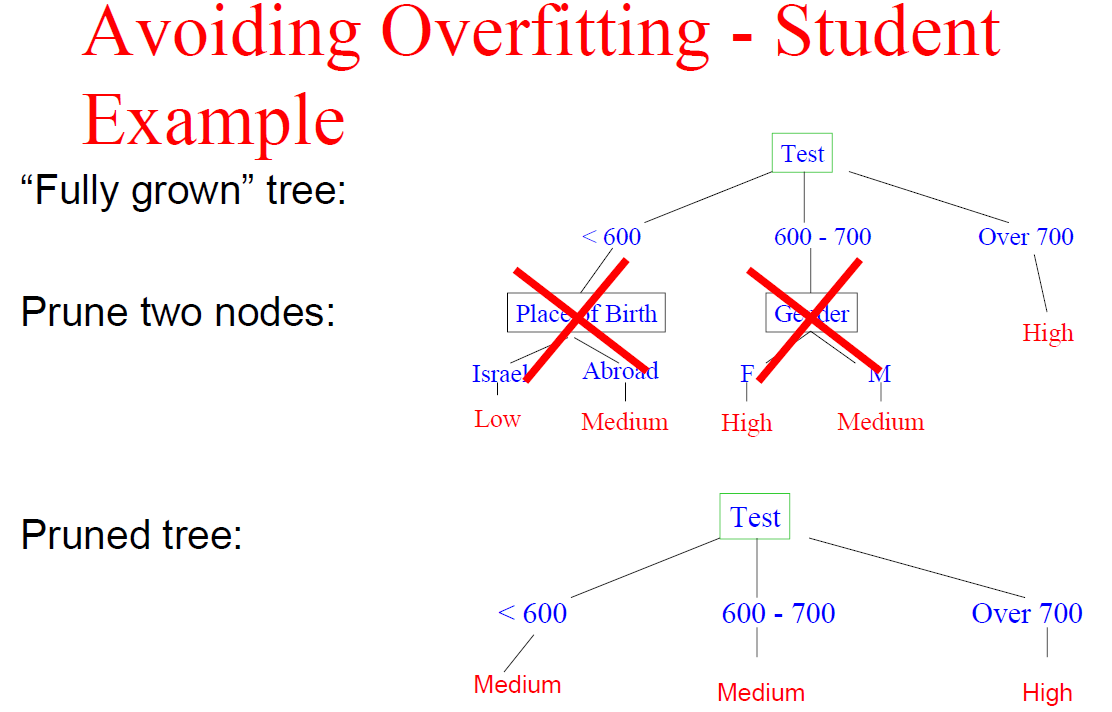 Avoiding Overfitting - Student
Example
“Fully grown” tree:
Test
< 600
600 - 700
Over 700
Prune two nodes:
Place of Birth
Gender
High
Israel
Abroad
F
M
Low
Medium
High
Medium
Pruned tree:
Test
< 600
600 - 700
Over 700
Medium
Medium
High